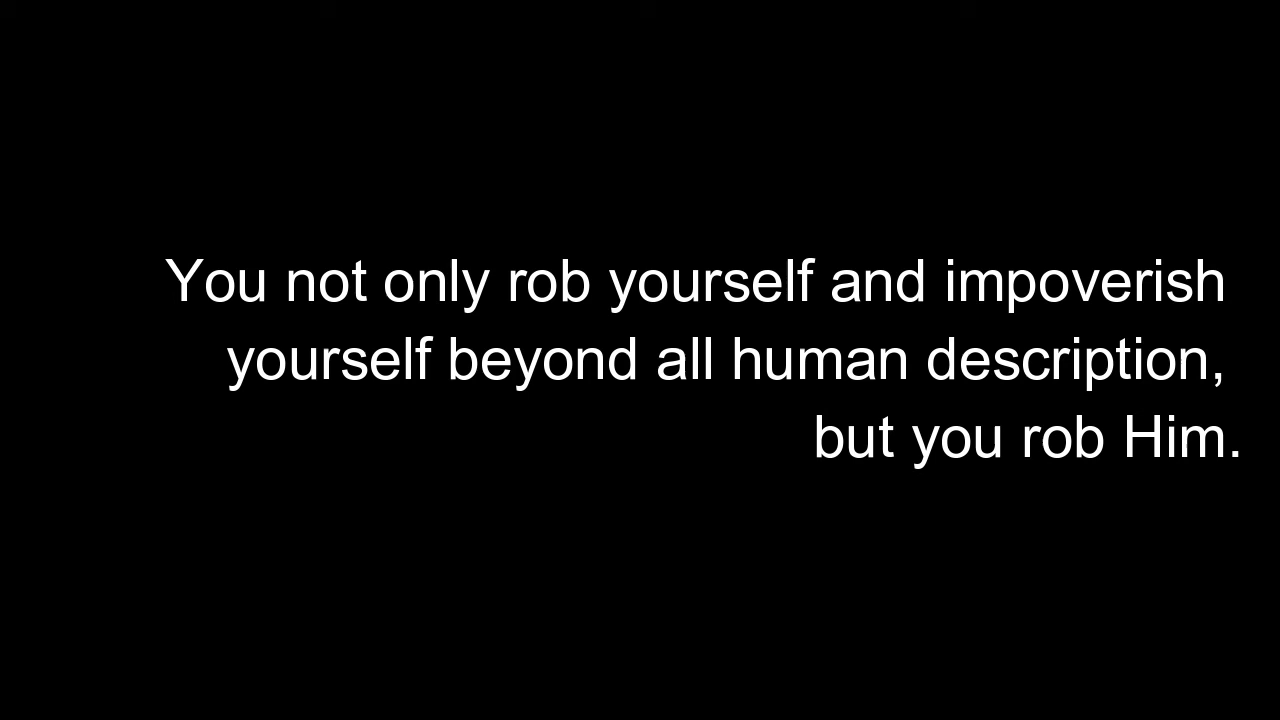 You not only rob yourself and impoverish
yourself beyond all human description,
but you rob Him.